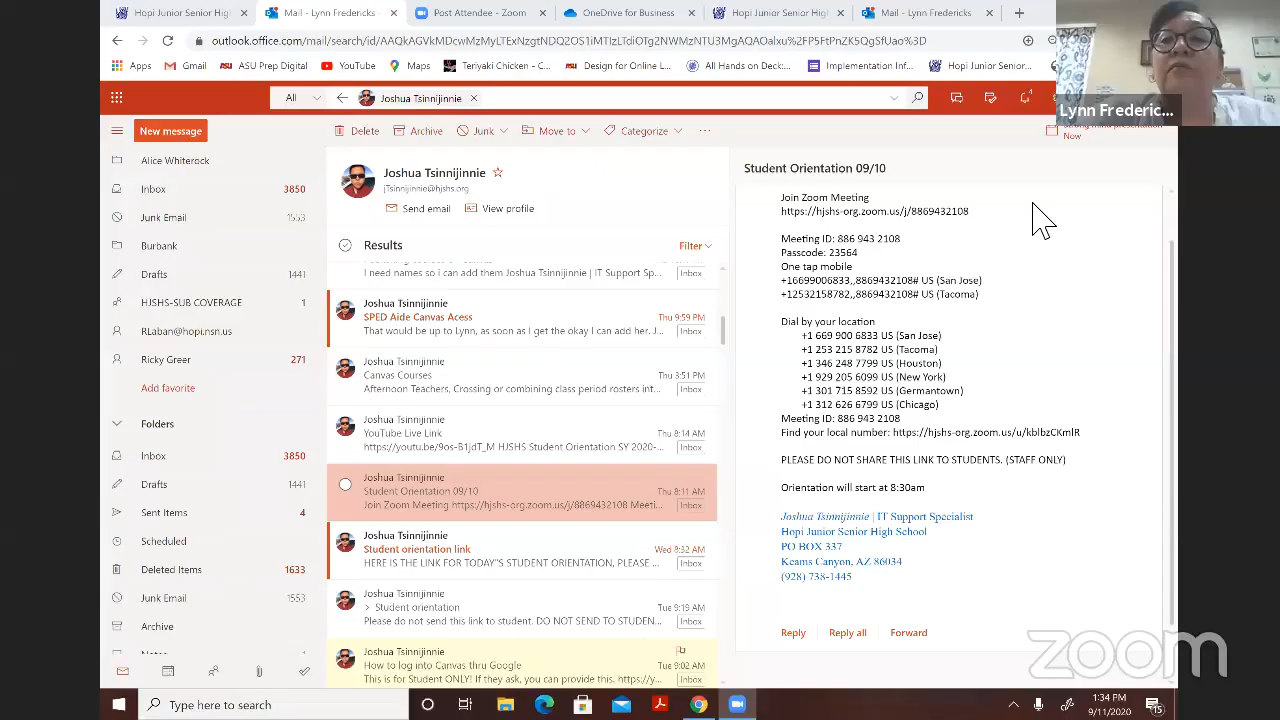 Hopi Junior Senior Higl
Mail - Lynn Fredericks
Post Attendee - Zoom
OneDrive for Business
Hopi Junior Senior High
Mail - Lynn Fredericks
outlook.office.com/mail/search/id/
Apps
Gmail
ASU Prep Digital
YouTube
Maps
Teriyaki Chicken - C...
Design for Online L...
All Hands on Deck:...
Implementation Inf...
Hopi Junior Senior...
Lynn Frederic...
All
Joshua Tsinnijinnie
New message
Delete
Archive
Junk
Move to
Categorize
Now
Alice Whiterock
Inbox 3850
Junk Email 1553
Burbank
Drafts 1441
HJSHS-SUB COVERAGE 1
RLaban@hopi.nsn.us
Ricky Greer 271
Add favorite
Folders
Inbox 3850
Drafts 1441
Sent Items 4
Scheduled
Deleted Items 1633
Junk Email 1553
Archive
Notes
Joshua Tsinnijinnie
jTsinnijinnie@hjshs.org
Send email
View profile
Results
Filter
I need names so i can add them Joshua Tsinnijinnie | IT Support Sp...
Inbox
Joshua Tsinnijinnie
SPED Aide Canvas Acess Thu 9:59 PM
That would be up to Lynn, as soon as I get the okay I can add her. J...
Inbox
Joshua Tsinnijinnie
Canvas Courses Thu 3:51 PM
Afternoon Teachers, Crossing or combining class period rosters int...
Inbox
Joshua Tsinnijinnie
YouTube Live Link Thu 8:14 AM
https://youtu.be/9os-B1jdT_M HJSHS Student Orientation SY 2020-...
Inbox
Joshua Tsinnijinnie
Student Orientation 09/10 Thu 8:11 AM
Join Zoom Meeting https://hjshs-org.zoom.us/j/8869432108 Meeti...
Inbox
Joshua Tsinnijinnie
Student orientation link Wed 8:32 AM
HERE IS THE LINK FOR TODAY"S STUDENT ORIENTATION, PLEASE ...
Inbox
Joshua Tsinnijinnie
> Student orientation Tue 9:19 AM
Please do not send this link to student. DO NOT SEND TO STUDEN...
Inbox
Joshua Tsinnijinnie
How to log into Canvas thru Google Tue 9:02 AM
This is for Student ONLY! If they ask, you can provide this. https://y...
Inbox
Student Orientation 09/10
Join Zoom Meeting
https://hjshs-org.zoom.us/j/8869432108
Meeting ID: 886 943 2108
Passcode: 23564
One tap mobile
+16699006833,,8869432108# US (San Jose)
+12532158782,,8869432108# US (Tacoma)
Dial by your location
+1 669 900 6833 US (San Jose)
+1 253 215 8782 US (Tacoma)
+1 346 248 7799 US (Houston)
+1 929 205 6099 US (New York)
+1 301 715 8592 US (Germantown)
+1 312 626 6799 US (Chicago)
Meeting ID: 886 943 2108
Find your local number: https://hjshs-org.zoom.us/u/kblbzCKmlR
PLEASE DO NOT SHARE THIS LINK TO STUDENTS. (STAFF ONLY)
Orientation will start at 8:30am
Joshua Tsinnijinnie | IT Support Specialist
Hopi Junior Senior High School
PO BOX 337
Keams Canyon, AZ 86034
(928) 738-1445
Reply
Reply all
Forward
zoom
Type here to search
1:34 PM
9/11/2020
15